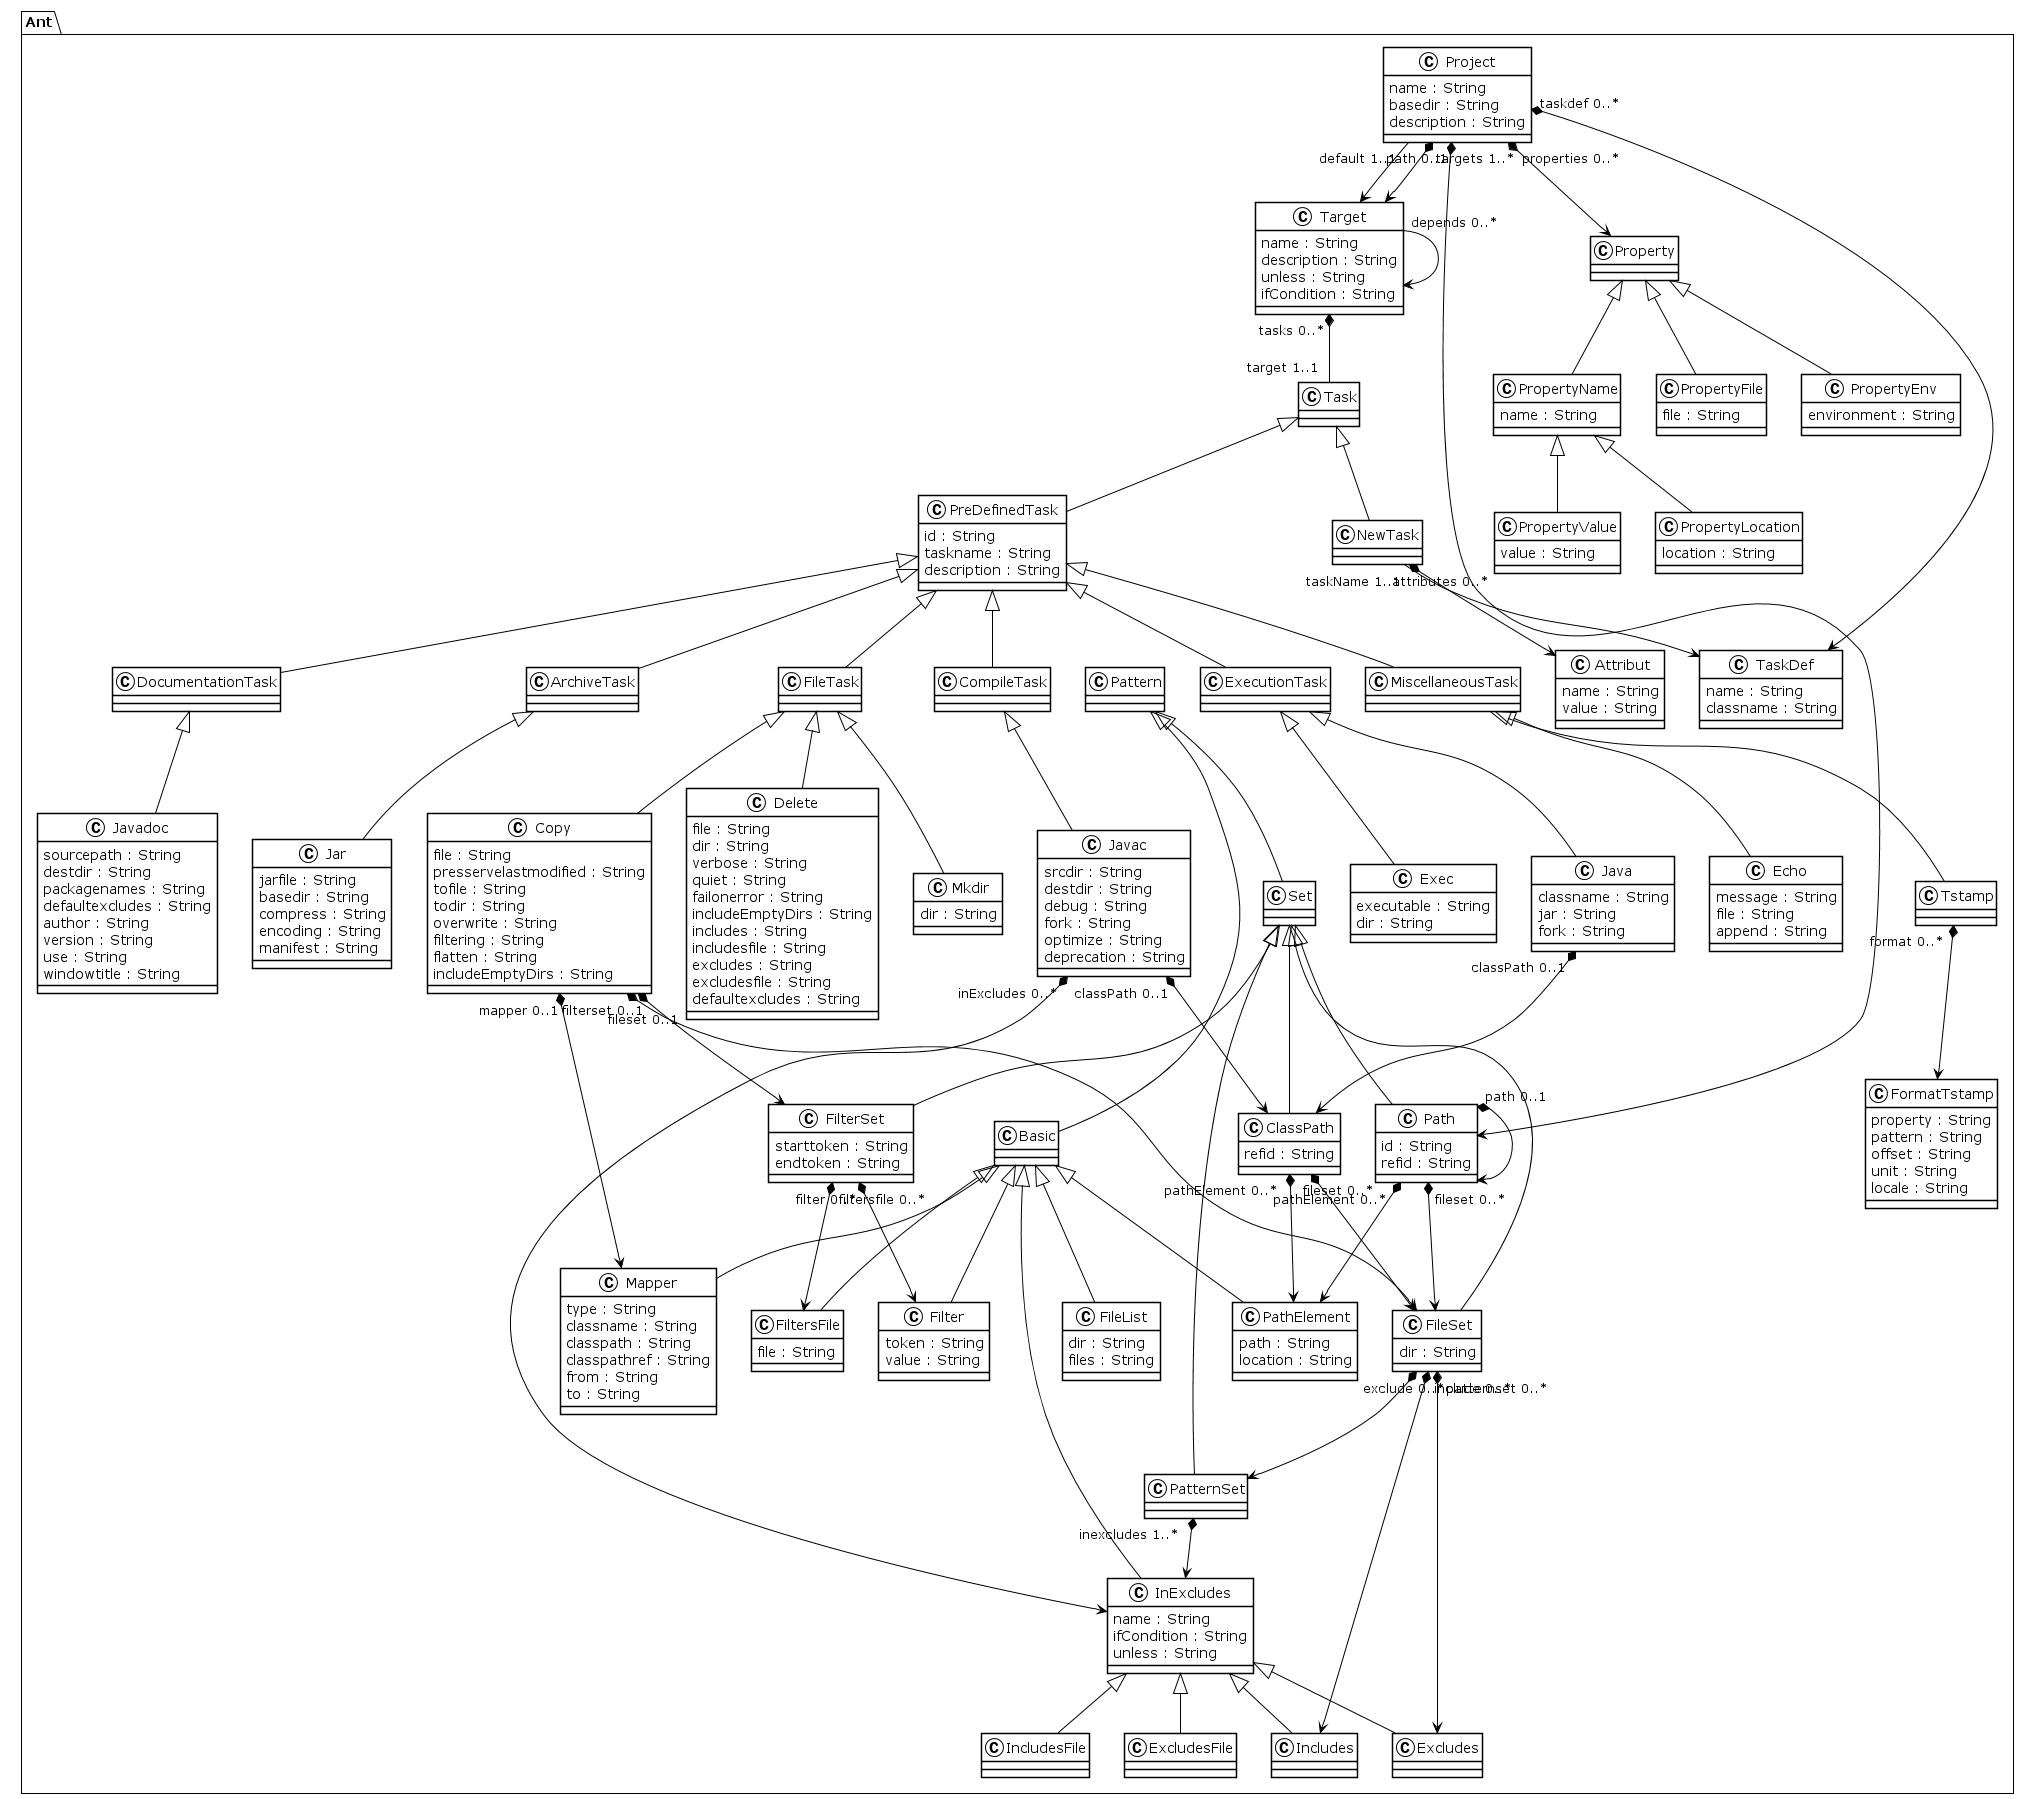 Ant
C Project
name : String
basedir : String
description : String
taskdef 0..*
default 1..1
path 0..1
targets 1..*
properties 0..*
C Target
name : String
description : String
unless : String
ifCondition : String
depends 0..*
C Property
tasks 0..*
target 1..1
C Task
C PropertyName
name : String
C PropertyFile
file : String
C PropertyEnv
environment : String
C PreDefinedTask
id : String
taskname : String
description : String
C NewTask
C PropertyValue
value : String
C PropertyLocation
location : String
taskName 1..1
attributes 0..*
C DocumentationTask
C ArchiveTask
C FileTask
C CompileTask
C Pattern
C ExecutionTask
C MiscellaneousTask
C Attribut
name : String
value : String
C TaskDef
name : String
classname : String
C Javadoc
sourcepath : String
destdir : String
packagenames : String
defaultexcludes : String
author : String
version : String
use : String
windowtitle : String
C Jar
jarfile : String
basedir : String
compress : String
encoding : String
manifest : String
C Copy
file : String
presservelastmodified : String
tofile : String
todir : String
overwrite : String
filtering : String
flatten : String
includeEmptyDirs : String
C Delete
file : String
dir : String
verbose : String
quiet : String
failonerror : String
includeEmptyDirs : String
includes : String
includesfile : String
excludes : String
excludesfile : String
defaultexcludes : String
C Mkdir
dir : String
C Javac
srcdir : String
destdir : String
debug : String
fork : String
optimize : String
deprecation : String
C Set
C Exec
executable : String
dir : String
C Java
classname : String
jar : String
fork : String
C Echo
message : String
file : String
append : String
C Tstamp
format 0..*
classPath 0..1
inExcludes 0..*
classPath 0..1
mapper 0..1
filterset 0..1
fileset 0..1
C FilterSet
starttoken : String
endtoken : String
C Basic
C ClassPath
refid : String
C Path
id : String
refid : String
path 0..1
C FormatTstamp
property : String
pattern : String
offset : String
unit : String
locale : String
filter 0..*
filtersfile 0..*
pathElement 0..*
fileset 0..*
pathElement 0..*
fileset 0..*
C Mapper
type : String
classname : String
classpath : String
classpathref : String
from : String
to : String
C FiltersFile
file : String
C Filter
token : String
value : String
C FileList
dir : String
files : String
C PathElement
path : String
location : String
C FileSet
dir : String
exclude 0..*
include 0..*
patternset 0..*
C PatternSet
inexcludes 1..*
C InExcludes
name : String
ifCondition : String
unless : String
C IncludesFile
C ExcludesFile
C Includes
C Excludes